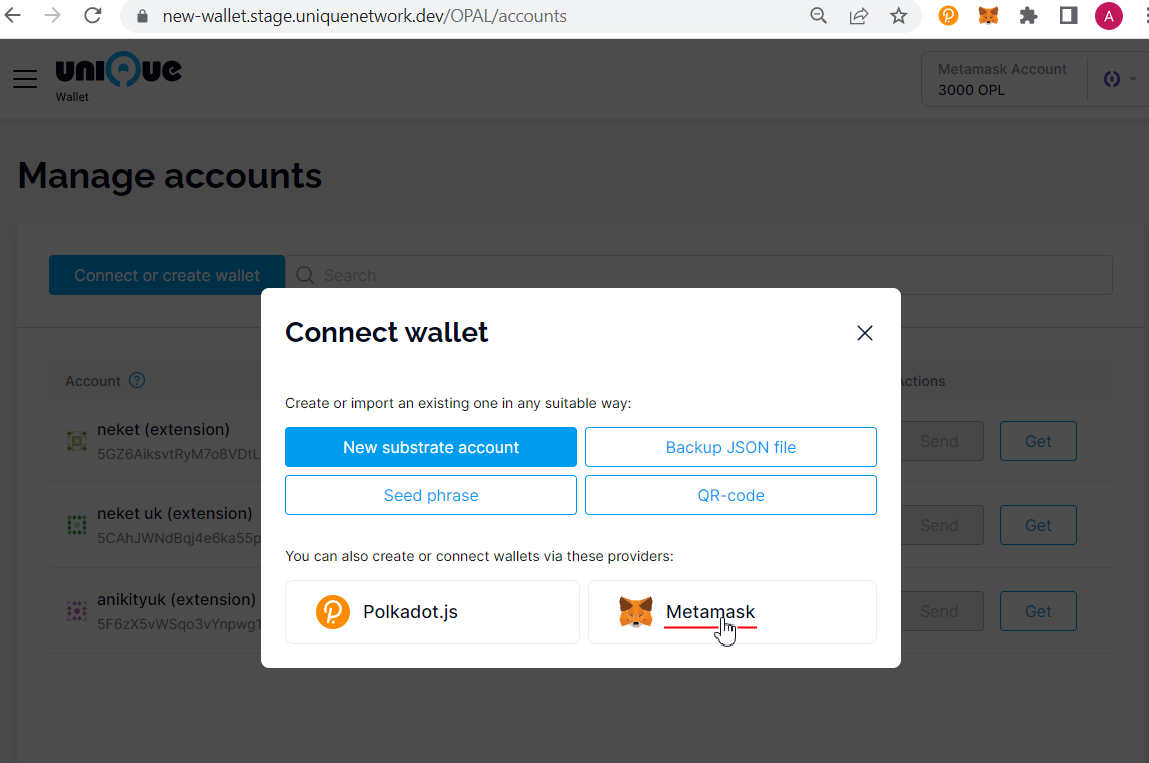 new-wallet.stage.uniquenetwork.dev/OPAL/accounts
A
unique
Wallet
Metamask Account
3000 OPL
Manage accounts
Connect or create wallet
Search
Connect wallet
Account
Actions
Create or import an existing one in any suitable way:
neket (extension)
5GZ6AiksvtRyM7o8VDtL
New substrate account
Backup JSON file
Send
Get
Seed phrase
QR-code
neket uk (extension)
5CAhJWNdBqj4e6ka55p
Send
Get
You can also create or connect wallets via these providers:
anikityuk (extension)
5F6zX5vWSqo3vYnpwg1
Polkadot.js
Metamask
Send
Get